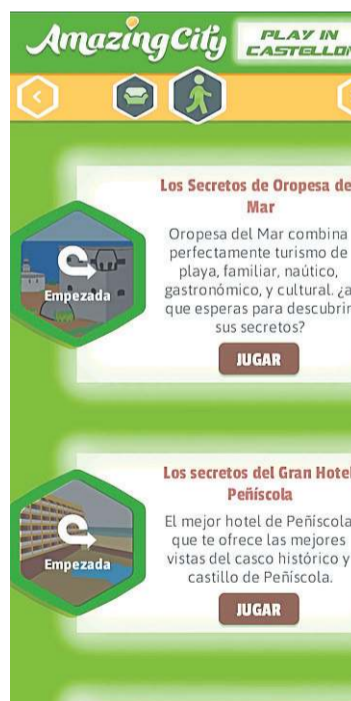 AmazingCity
PLAY IN
CASTELLON
Los Secretos de Oropesa del
Mar
Oropesa del Mar combina
perfectamente turismo de
playa, familiar, naútico,
gastronómico, y cultural. ¿a
que esperas para descubrir
sus secretos?
Empezada
JUGAR
Los secretos del Gran Hotel
Peñíscola
El mejor hotel de Peñíscola
que te ofrece las mejores
vistas del casco histórico y
castillo de Peñíscola.
Empezada
JUGAR